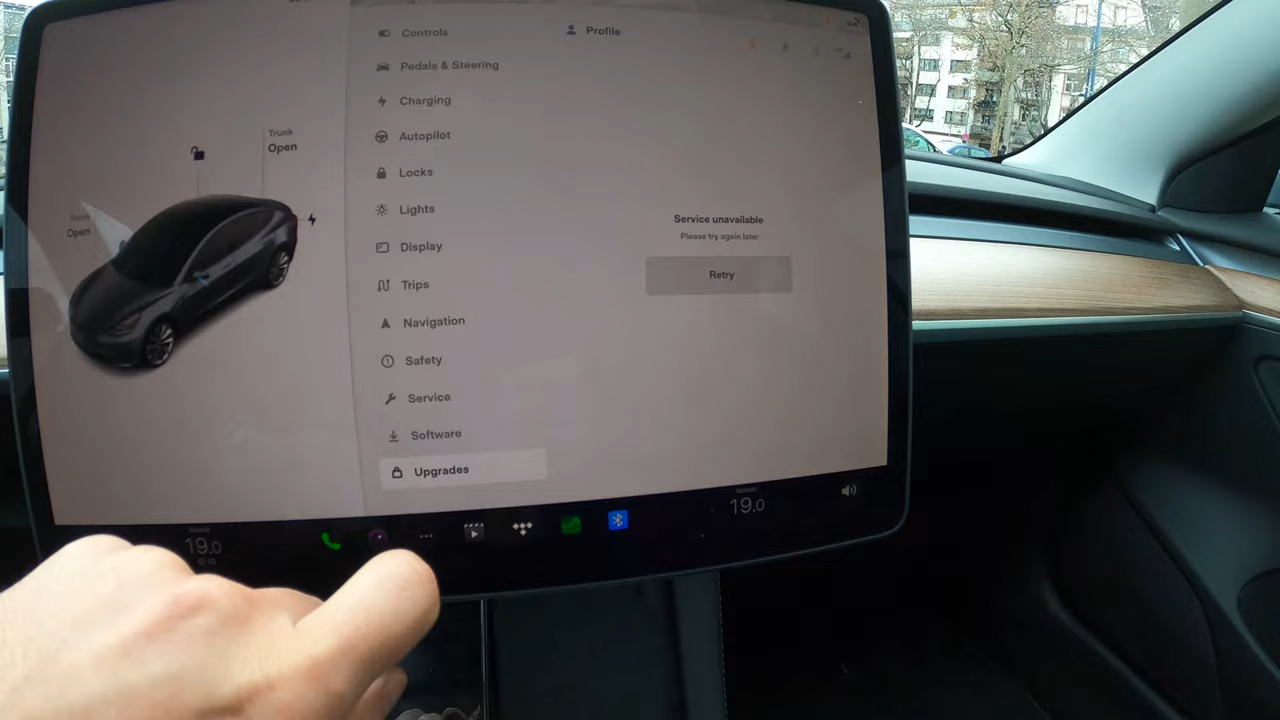 Controls
Profile
Pedals & Steering
Charging
Autopilot
Trunk
Open
Locks
Lights
Open
Display
Service unavailable
Please try again later
Retry
Trips
Navigation
Safety
Service
Software
Upgrades
19.0
19.0